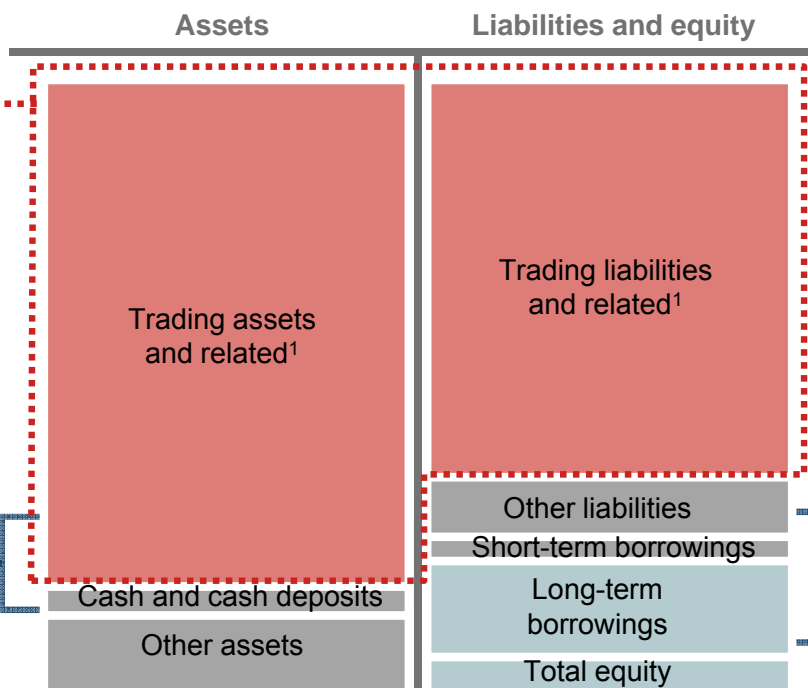 Assets
Liabilities and equity
Trading assets
and related¹
Cash and cash deposits
Other assets
Trading liabilities
and related¹
Other liabilities
Short-term borrowings
Long-term
borrowings
Total equity